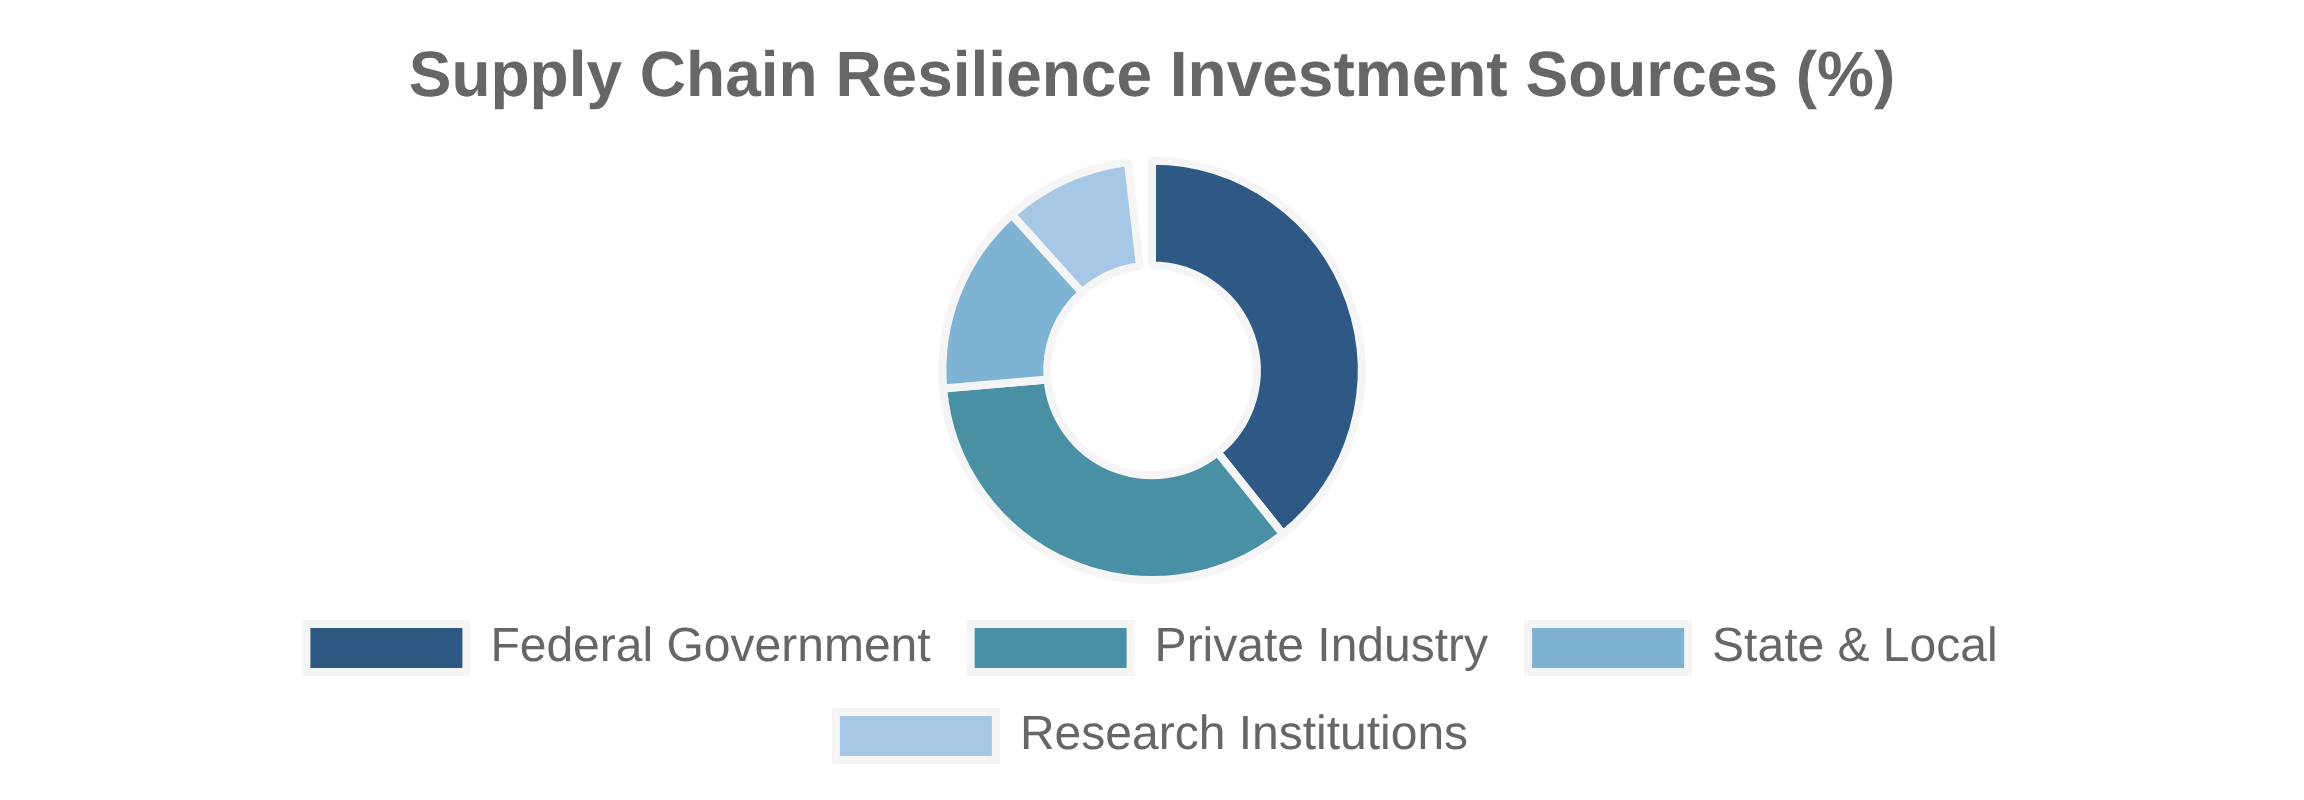 Supply Chain Resilience Investment Sources (%)
Federal Government Private Industry State & Local
Research Institutions